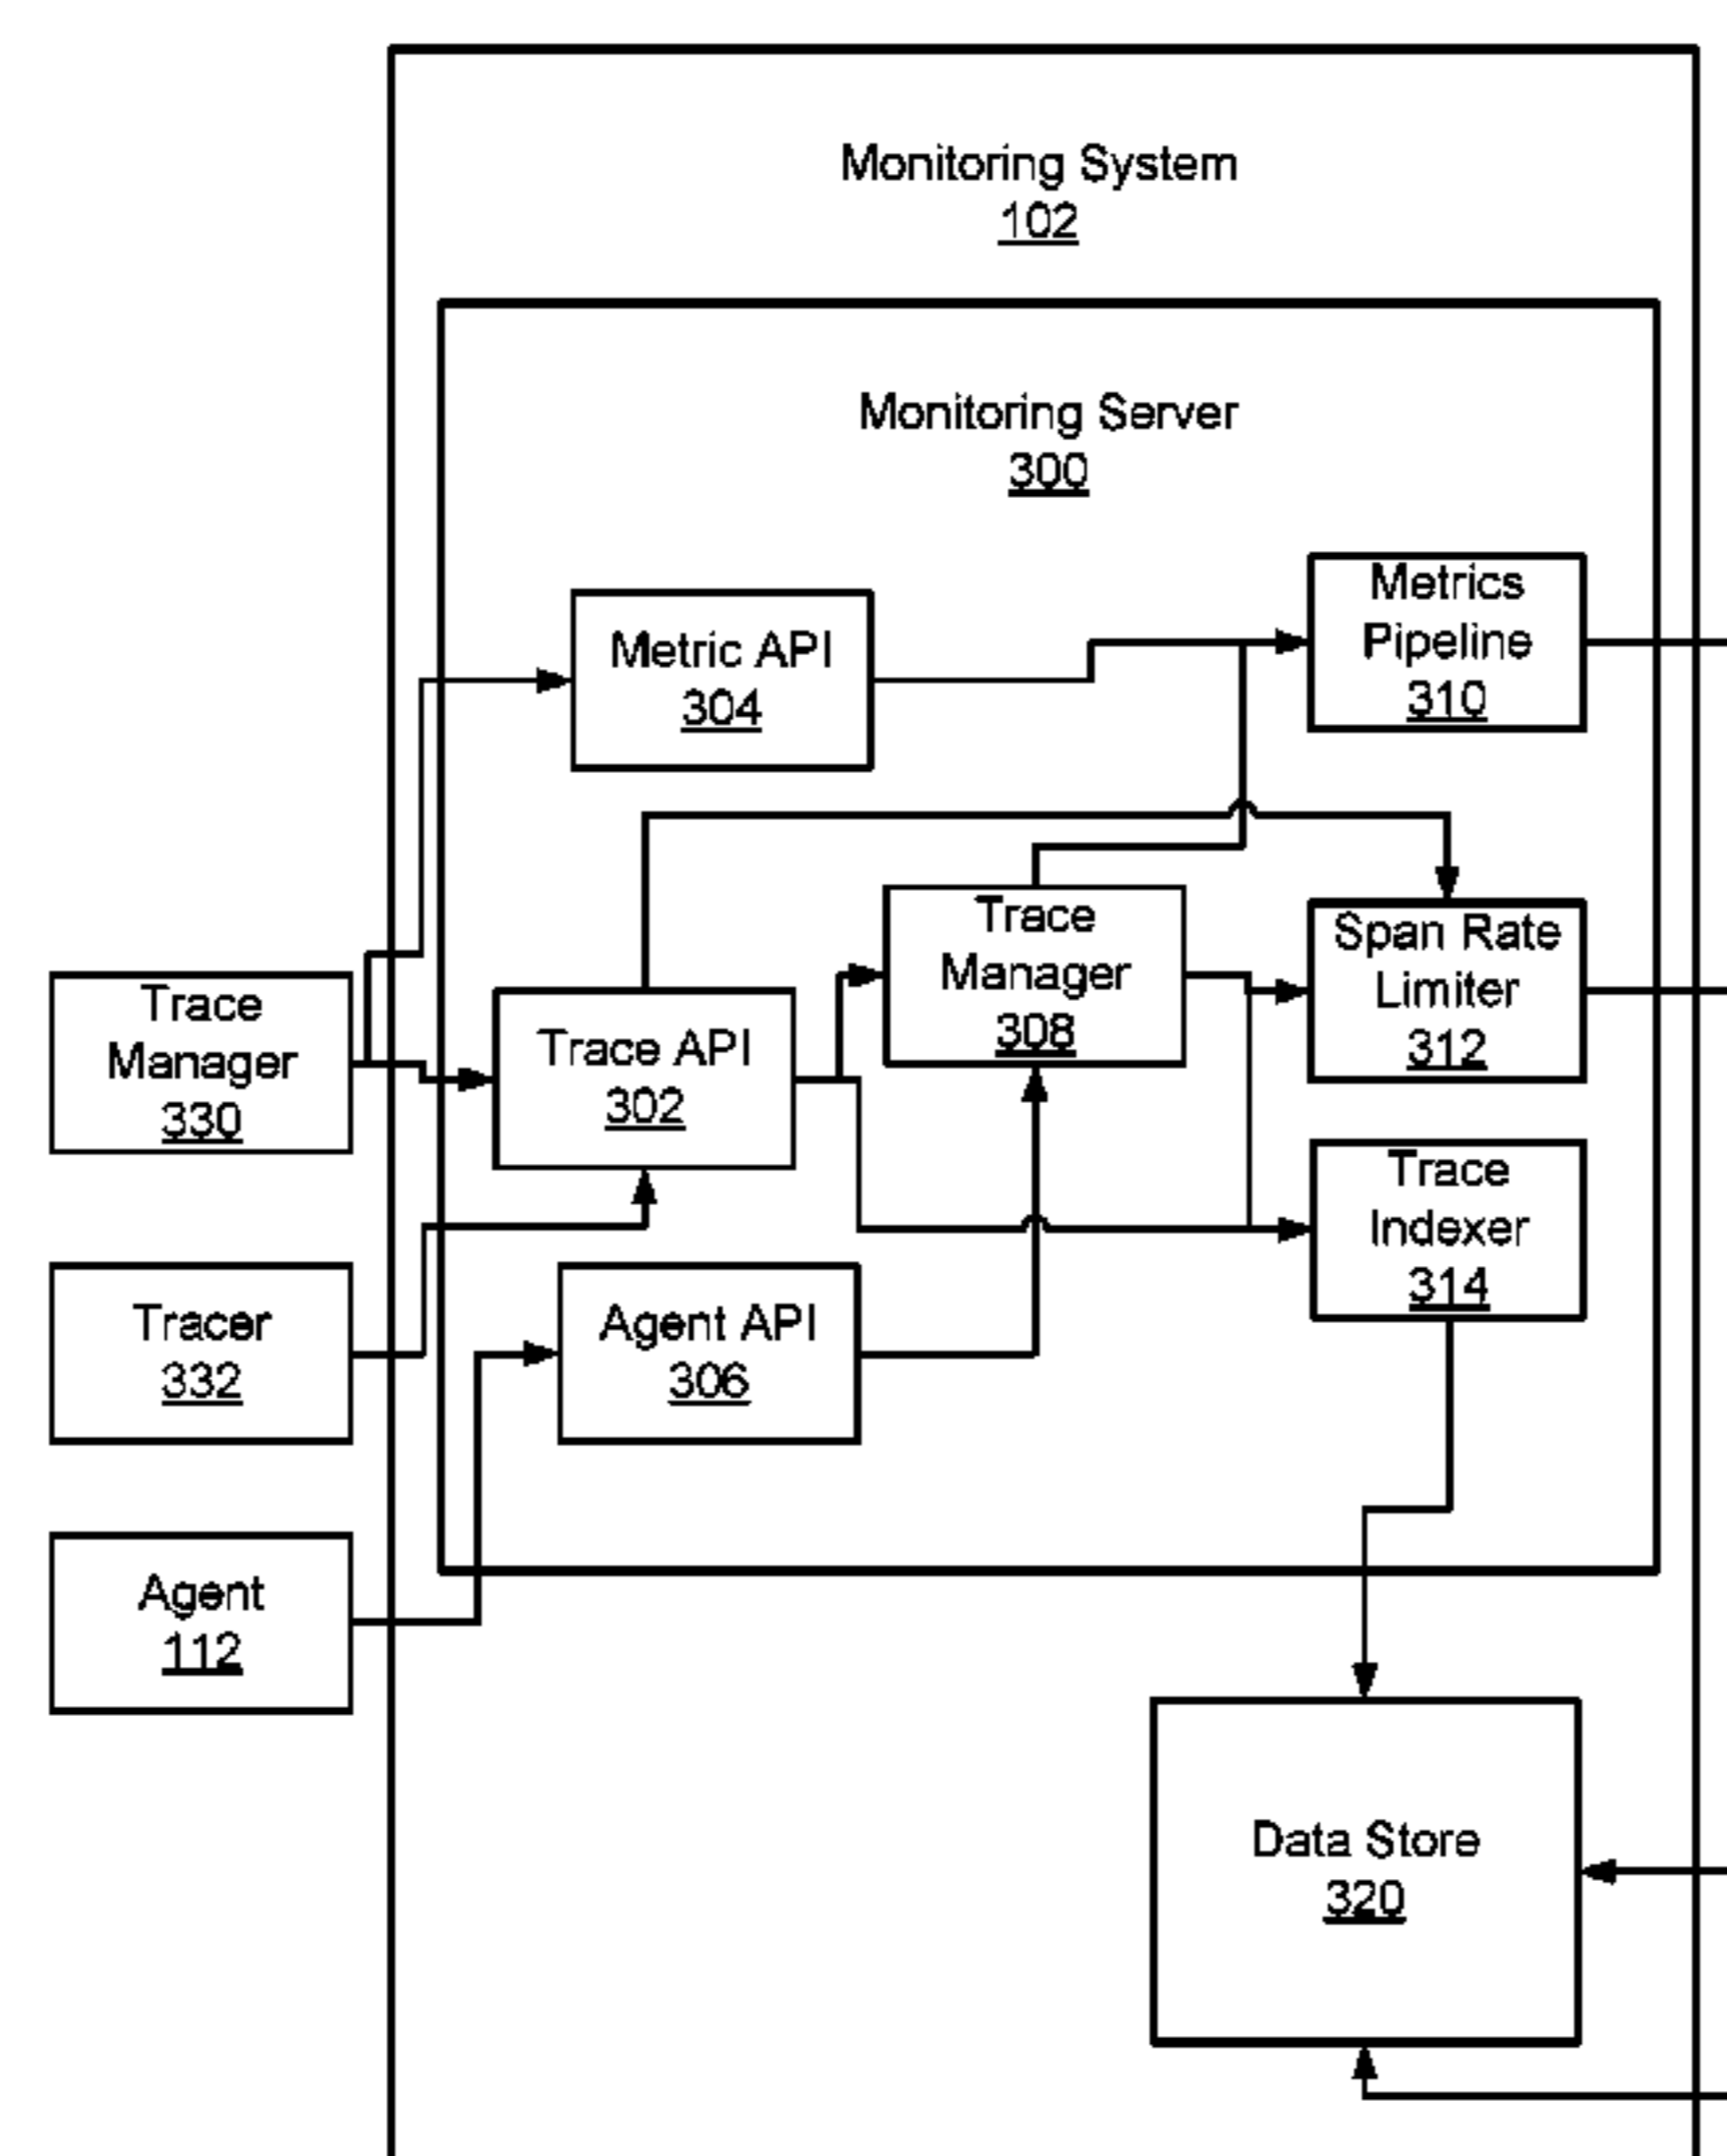 Monitoring System
102
Monitoring Server
300
Metric API
304
Metrics
Pipeline
310
Trace
Manager
330
Trace API
302
Trace
Manager
308
Span Rate
Limiter
312
Trace
Indexer
314
Tracer
332
Agent API
306
Agent
112
Data Store
320